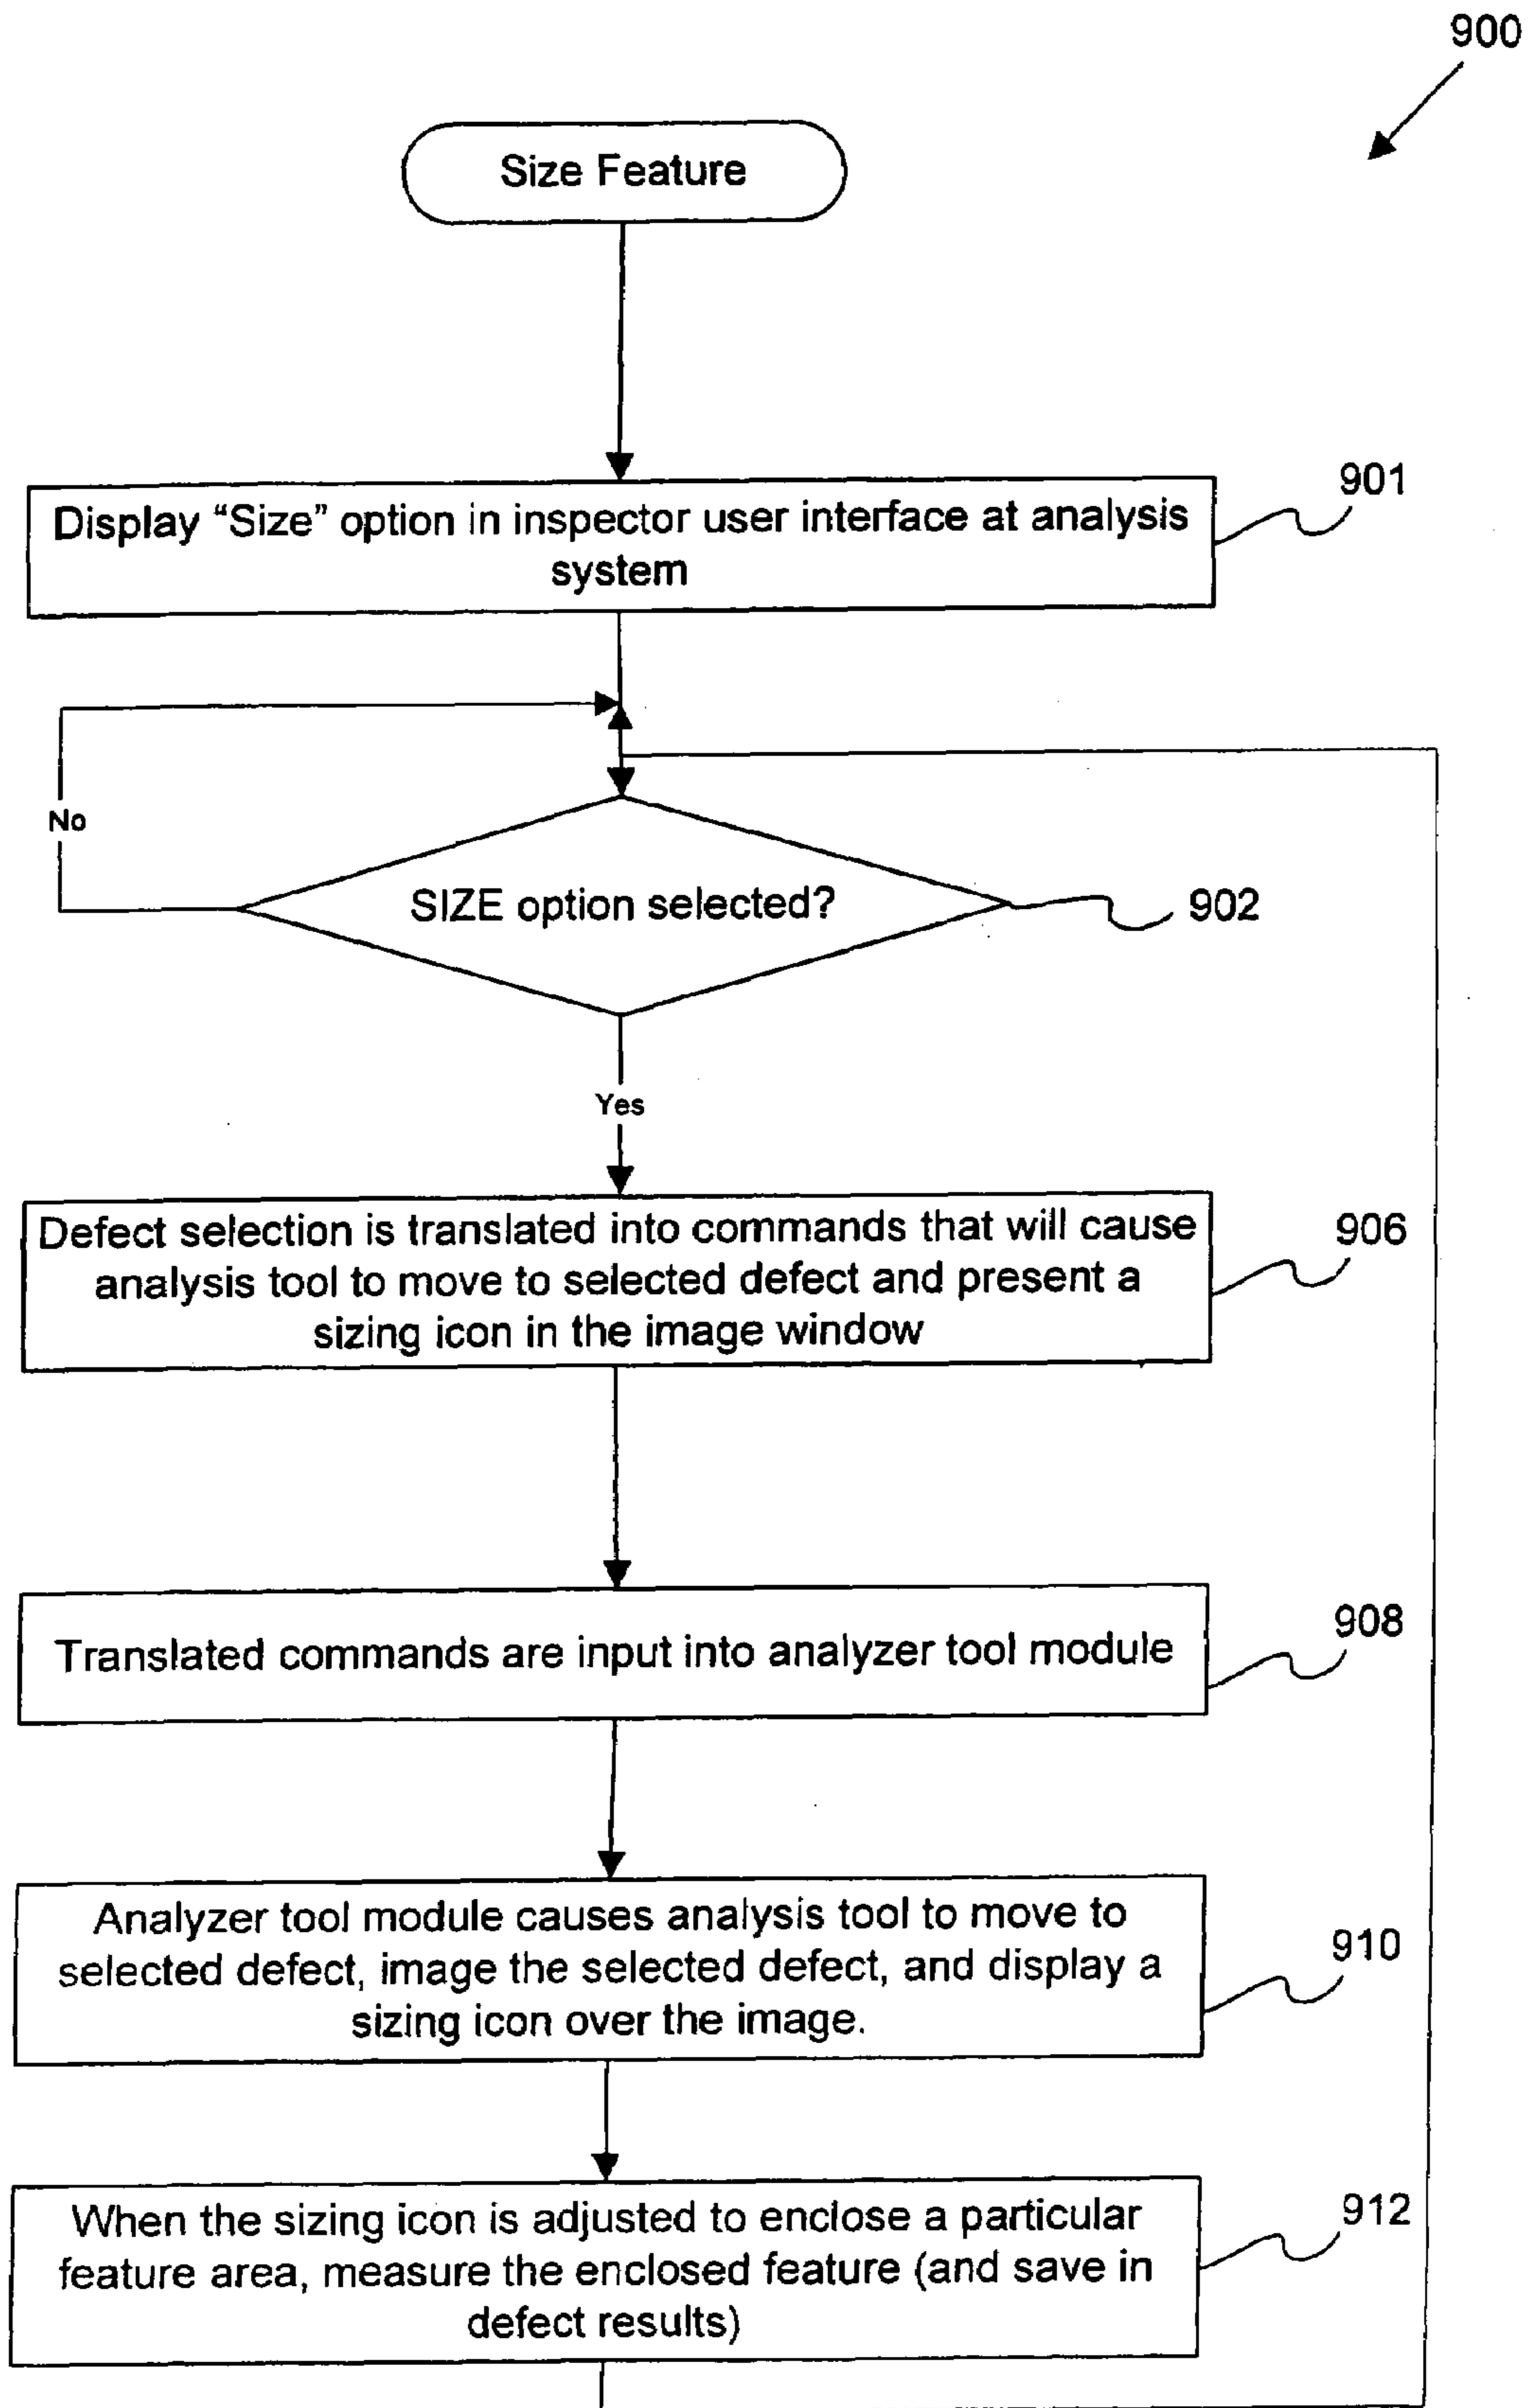 900
Size Feature
901
Display “Size” option in inspector user interface at analysis
system
No
SIZE option selected?
902
Yes
906
Defect selection is translated into commands that will cause
analysis tool to move to selected defect and present a
sizing icon in the image window
908
Translated commands are input into analyzer tool module
Analyzer tool module causes analysis tool to move to
910
selected defect, image the selected defect, and display a
sizing icon over the image.
912
When the sizing icon is adjusted to enclose a particular
feature area, measure the enclosed feature (and save in
defect results)